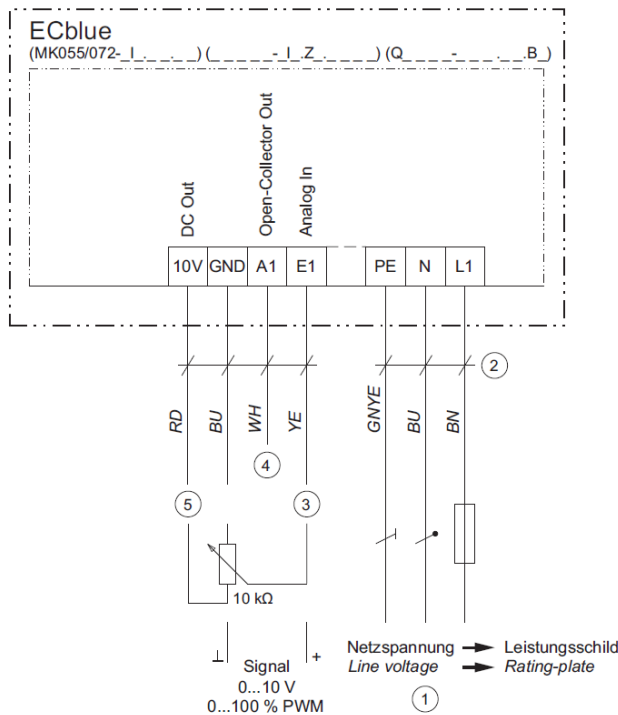 ECblue
(MK055/072-_I_._ _._ _) (_ _ _ _ _ - _ I _.Z_._ _ _ _) (Q_ _ _ _ - _ _ _ ._ _.B_)
DC Out
Open-Collector Out
Analog In
10V GND A1 E1 PE N L1
2
RD BU WH YE GNYE BU BN
4
5 3
10 kΩ
⊥ Signal +
0...10 V
0...100 % PWM
Netzspannung → Leistungsschild
Line voltage → Rating-plate
1